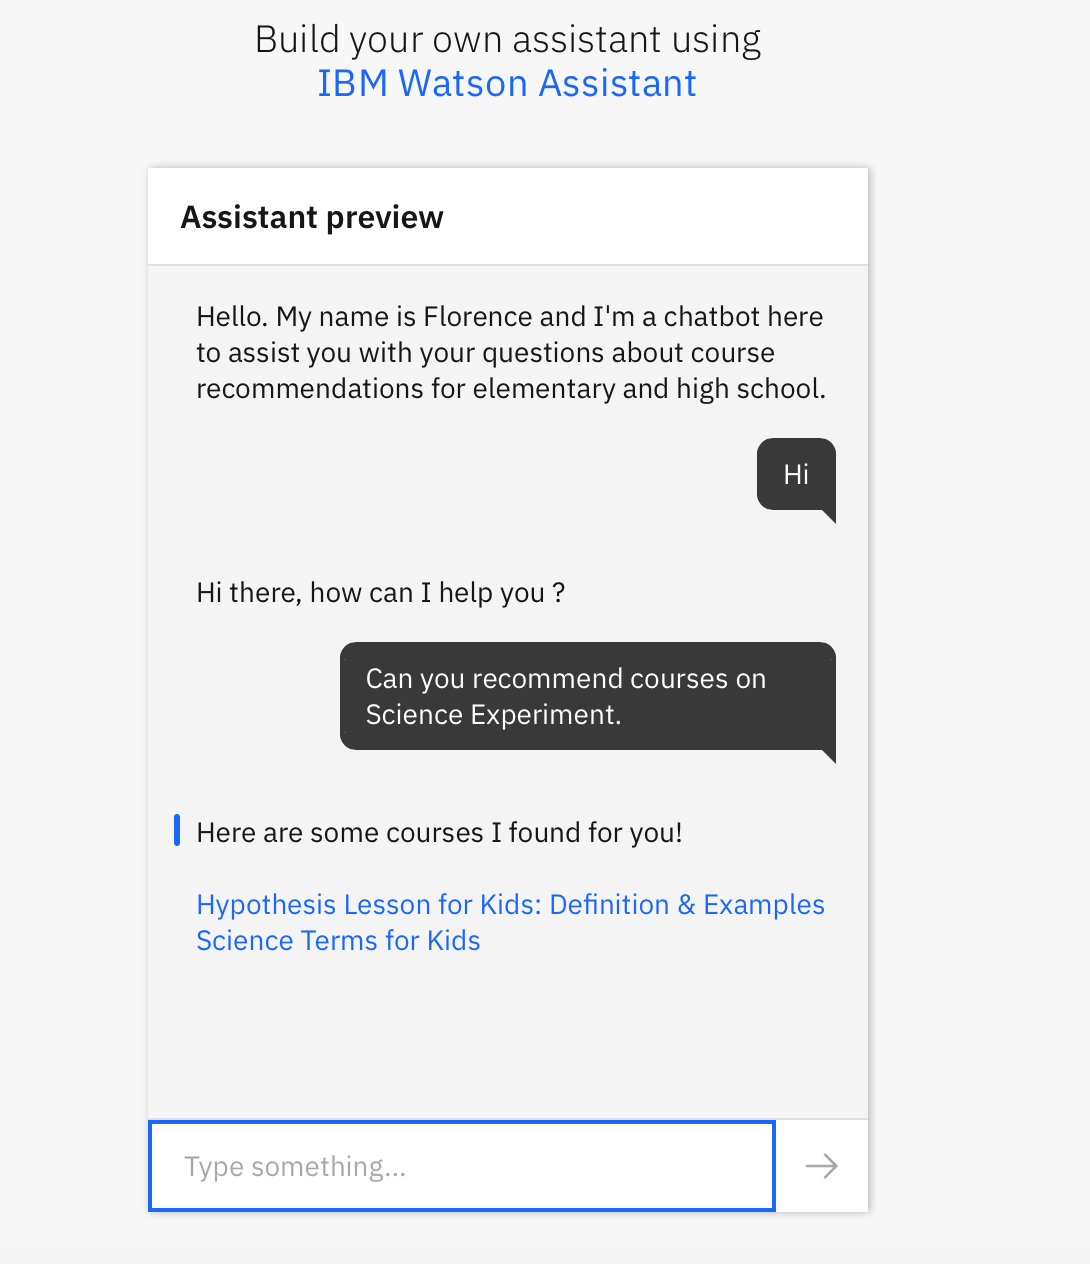 Build your own assistant using
IBM Watson Assistant
Assistant preview
Hello. My name is Florence and I'm a chatbot here
to assist you with your questions about course
recommendations for elementary and high school.
Hi
Hi there, how can I help you ?
Can you recommend courses on
Science Experiment.
Here are some courses I found for you!
Hypothesis Lesson for Kids: Definition & Examples
Science Terms for Kids
Type something...